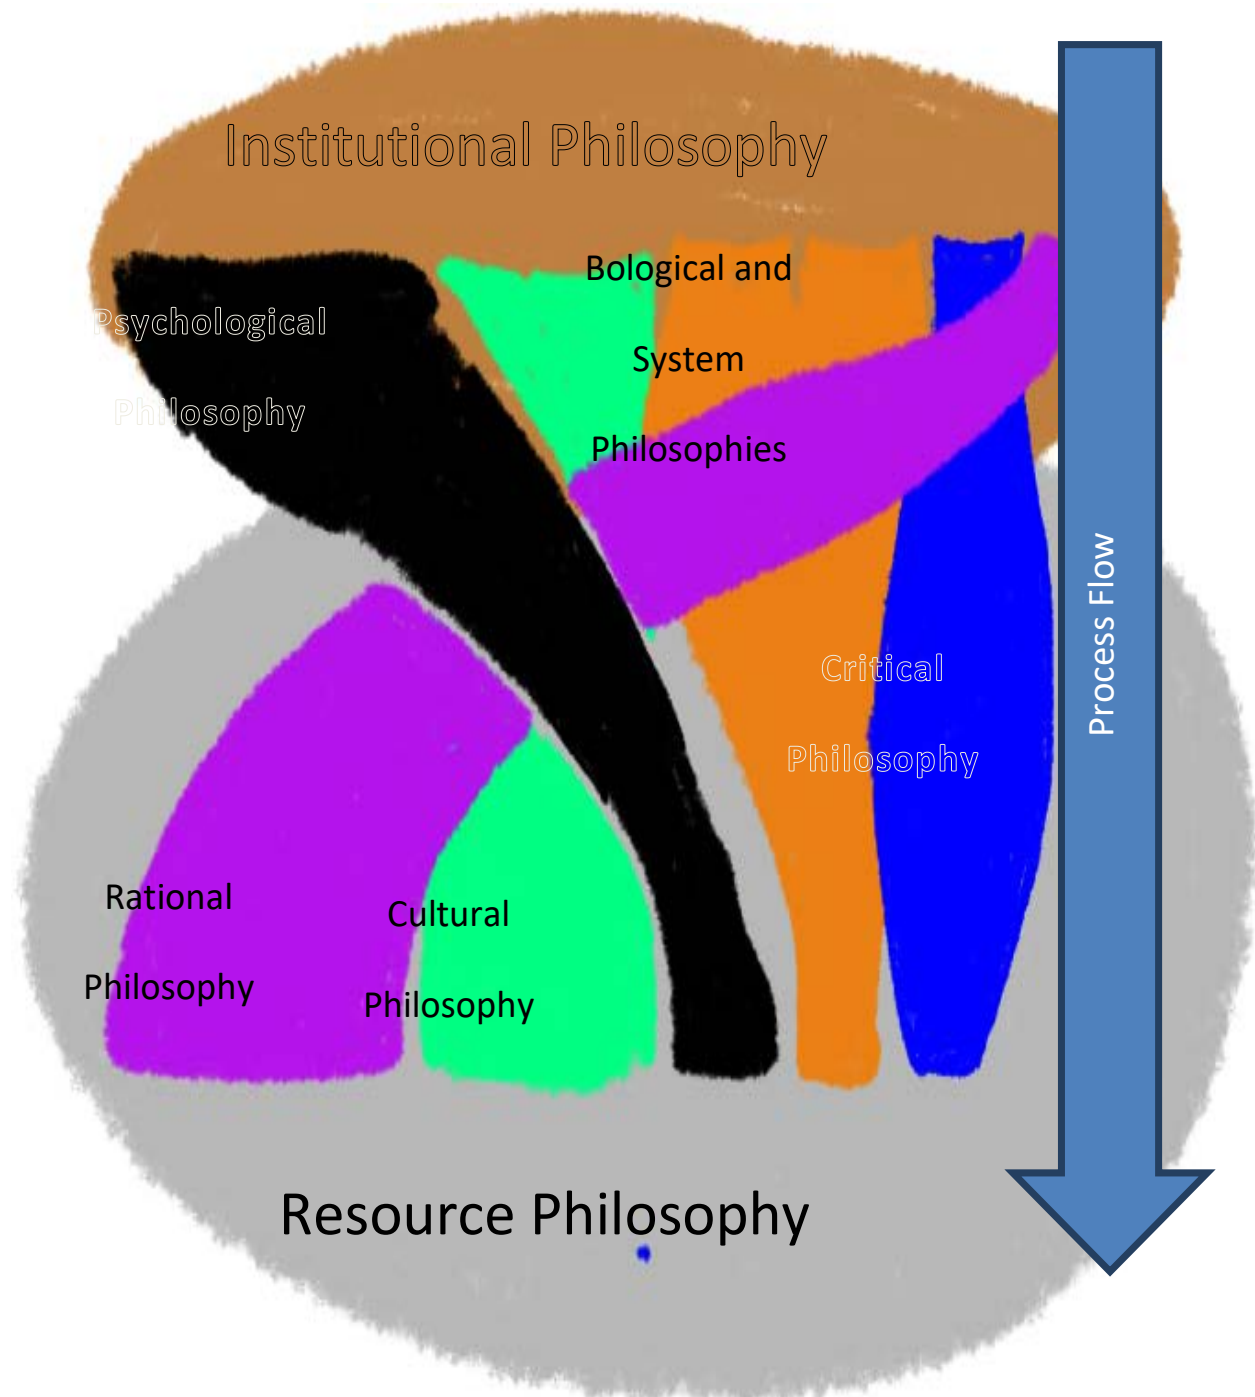 Institutional Philosophy
Bological and
System
Philosophies
Psychological
Philosophy
Critical
Philosophy
Process Flow
Rational
Philosophy
Cultural
Philosophy
Resource Philosophy